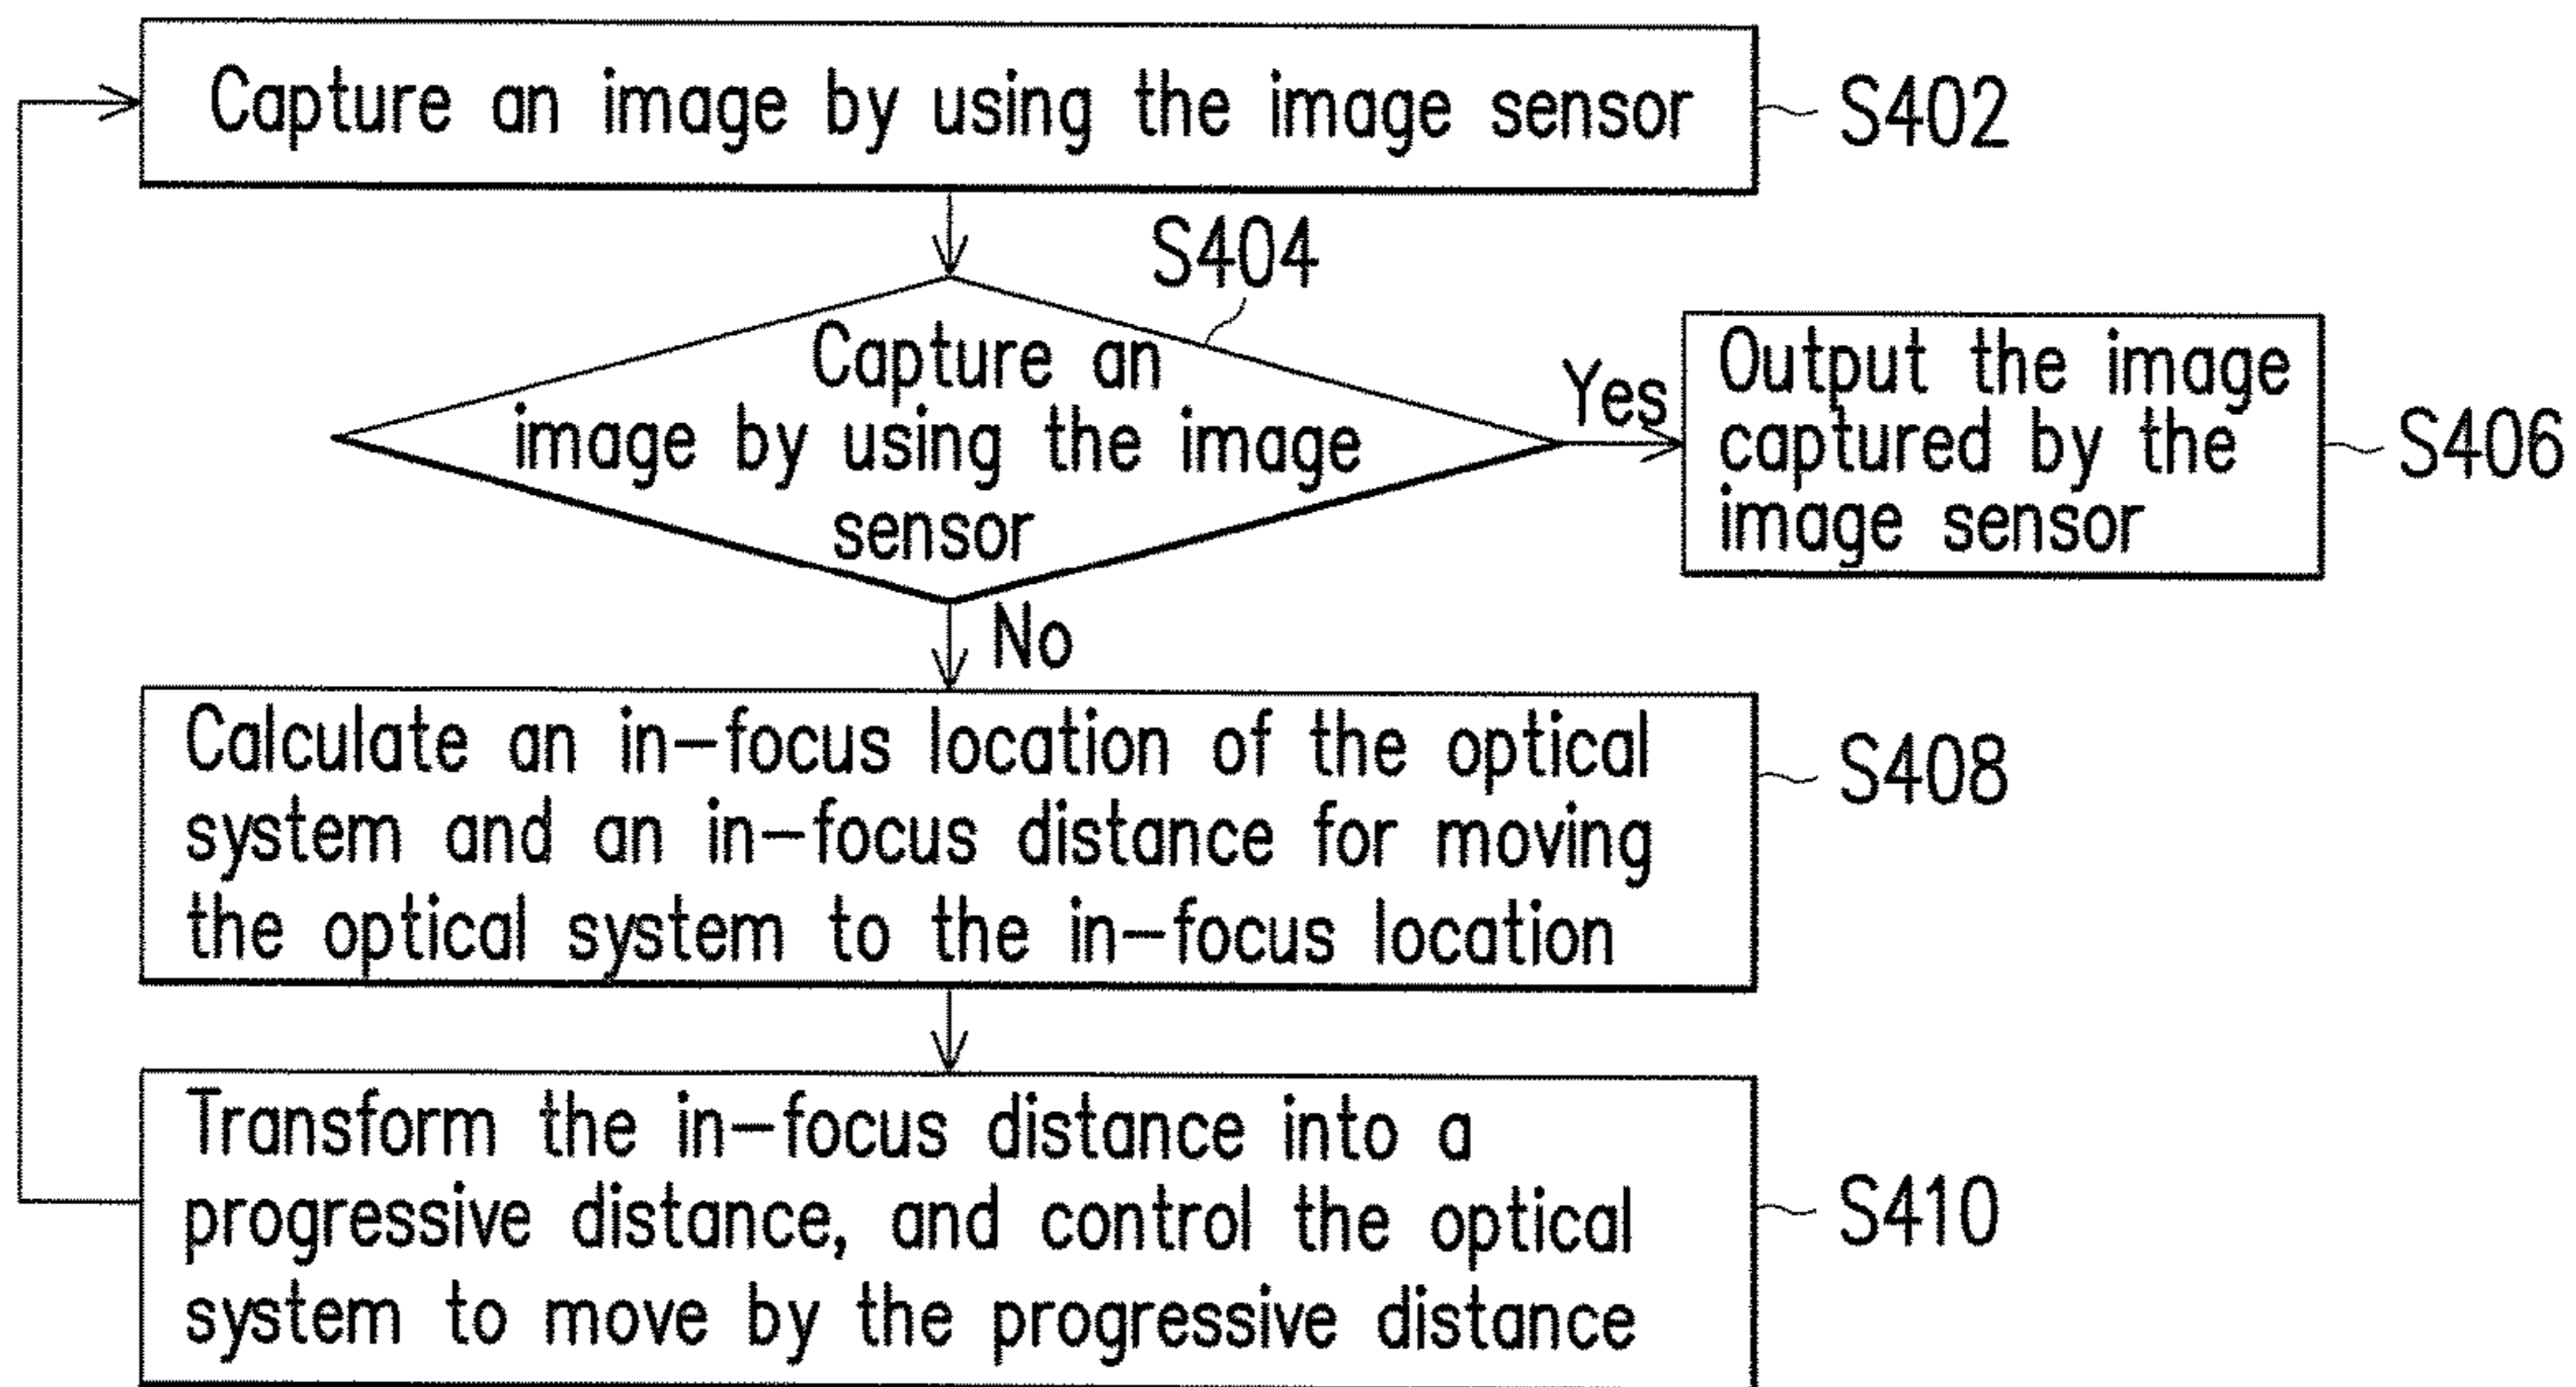 Capture an image by using the image sensor
S402
S404
Capture an
image by using the image
sensor
Yes
Output the image
captured by the
image sensor
S406
No
Calculate an in-focus location of the optical
system and an in-focus distance for moving
the optical system to the in-focus location
S408
Transform the in-focus distance into a
progressive distance, and control the optical
system to move by the progressive distance
S410